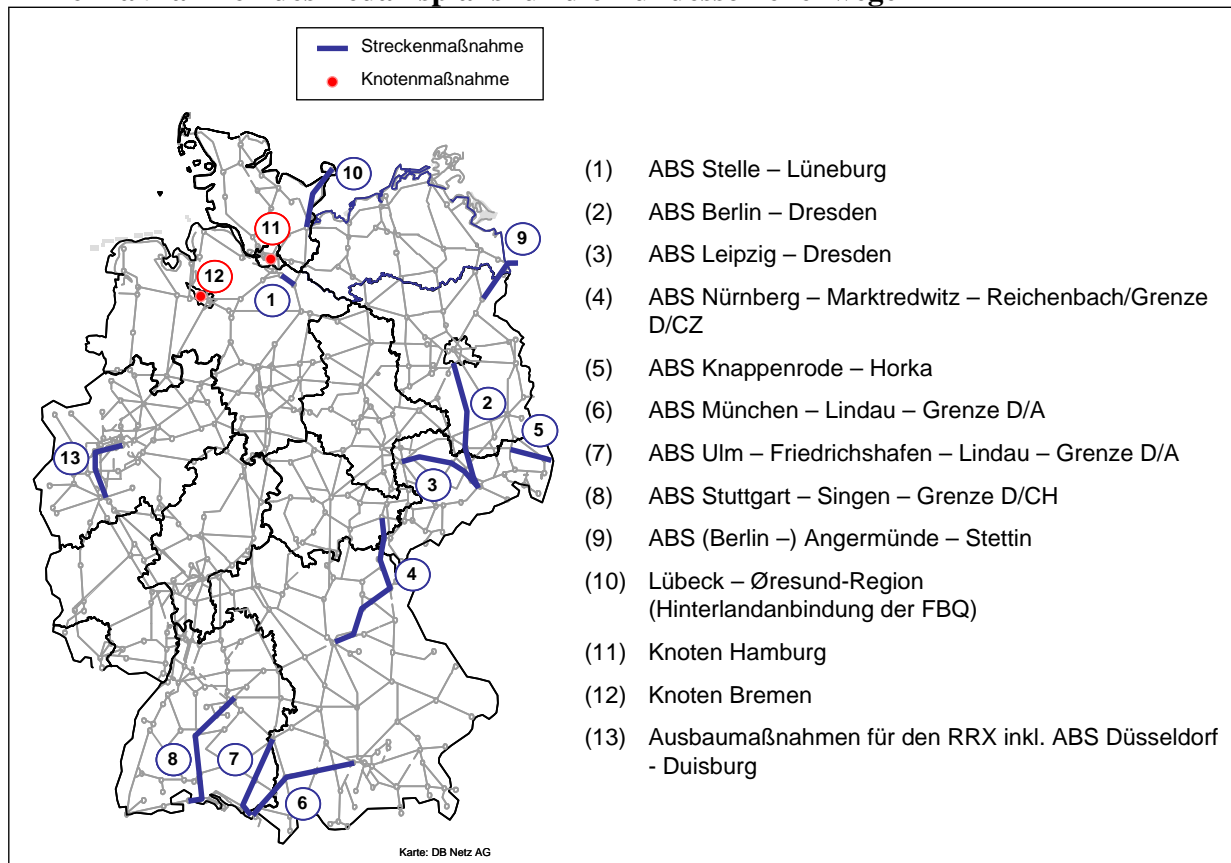 Streckenmaßnahme
Knotenmaßnahme
10
11
9
12
1
2
5
13
3
4
8
7
6
Karte: DB Netz AG
(1) ABS Stelle – Lüneburg
(2) ABS Berlin – Dresden
(3) ABS Leipzig – Dresden
(4) ABS Nürnberg – Marktredwitz – Reichenbach/Grenze
D/CZ
(5) ABS Knappenrode – Horka
(6) ABS München – Lindau – Grenze D/A
(7) ABS Ulm – Friedrichshafen – Lindau – Grenze D/A
(8) ABS Stuttgart – Singen – Grenze D/CH
(9) ABS (Berlin –) Angermünde – Stettin
(10) Lübeck – Øresund-Region
(Hinterlandanbindung der FBQ)
(11) Knoten Hamburg
(12) Knoten Bremen
(13) Ausbaumaßnahmen für den RRX inkl. ABS Düsseldorf
- Duisburg